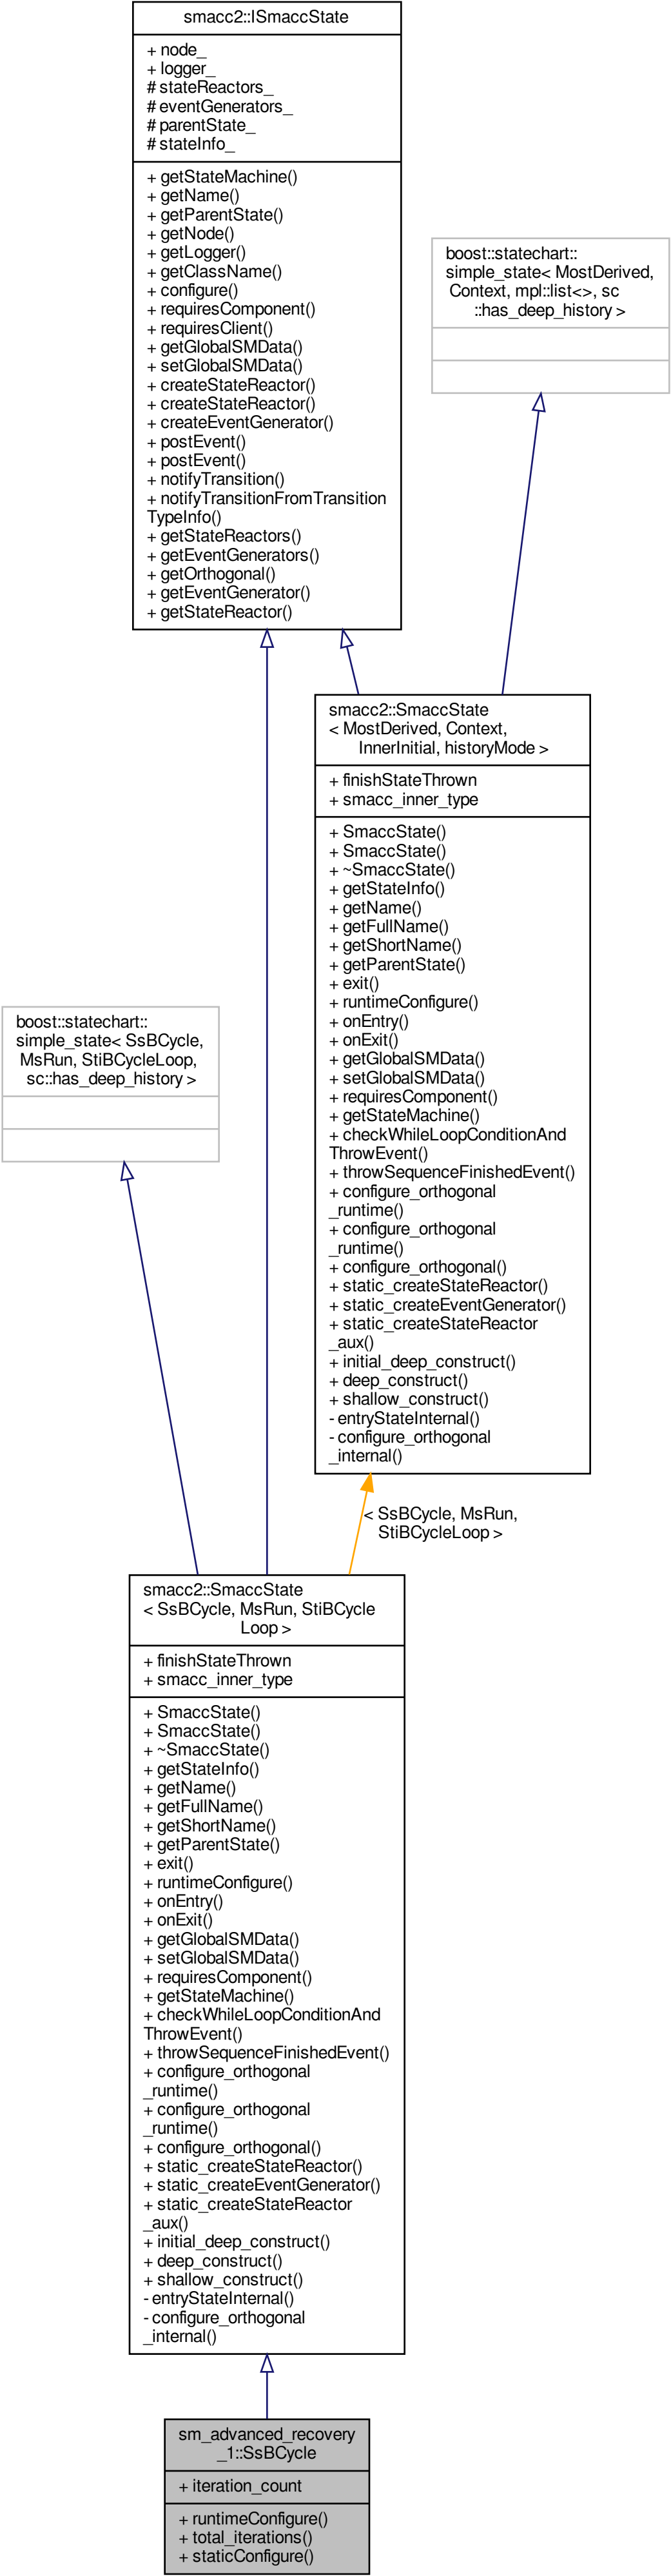 smacc2::ISmaccState
+ node_
+ logger_
# stateReactors_
# eventGenerators_
# parentState_
# stateInfo_
+ getStateMachine()
+ getName()
+ getParentState()
+ getNode()
+ getLogger()
+ getClassName()
+ configure()
+ requiresComponent()
+ requiresClient()
+ getGlobalSMData()
+ setGlobalSMData()
+ createStateReactor()
+ createStateReactor()
+ createEventGenerator()
+ postEvent()
+ postEvent()
+ notifyTransition()
+ notifyTransitionFromTransition
TypeInfo()
+ getStateReactors()
+ getEventGenerators()
+ getOrthogonal()
+ getEventGenerator()
+ getStateReactor()
boost::statechart::
simple_state< MostDerived,
Context, mpl::list<>, sc
::has_deep_history >
smacc2::SmaccState
< MostDerived, Context,
InnerInitial, historyMode >
+ finishStateThrown
+ smacc_inner_type
+ SmaccState()
+ SmaccState()
+ ~SmaccState()
+ getStateInfo()
+ getName()
+ getFullName()
+ getShortName()
+ getParentState()
+ exit()
+ runtimeConfigure()
+ onEntry()
+ onExit()
+ getGlobalSMData()
+ setGlobalSMData()
+ requiresComponent()
+ getStateMachine()
+ checkWhileLoopConditionAnd
ThrowEvent()
+ throwSequenceFinishedEvent()
+ configure_orthogonal
_runtime()
+ configure_orthogonal
_runtime()
+ configure_orthogonal()
+ static_createStateReactor()
+ static_createEventGenerator()
+ static_createStateReactor
_aux()
+ initial_deep_construct()
+ deep_construct()
+ shallow_construct()
- entryStateInternal()
- configure_orthogonal
_internal()
boost::statechart::
simple_state< SsBCycle,
MsRun, StiBCycleLoop,
sc::has_deep_history >
< SsBCycle, MsRun,
StiBCycleLoop >
smacc2::SmaccState
< SsBCycle, MsRun, StiBCycle
Loop >
+ finishStateThrown
+ smacc_inner_type
+ SmaccState()
+ SmaccState()
+ ~SmaccState()
+ getStateInfo()
+ getName()
+ getFullName()
+ getShortName()
+ getParentState()
+ exit()
+ runtimeConfigure()
+ onEntry()
+ onExit()
+ getGlobalSMData()
+ setGlobalSMData()
+ requiresComponent()
+ getStateMachine()
+ checkWhileLoopConditionAnd
ThrowEvent()
+ throwSequenceFinishedEvent()
+ configure_orthogonal
_runtime()
+ configure_orthogonal
_runtime()
+ configure_orthogonal()
+ static_createStateReactor()
+ static_createEventGenerator()
+ static_createStateReactor
_aux()
+ initial_deep_construct()
+ deep_construct()
+ shallow_construct()
- entryStateInternal()
- configure_orthogonal
_internal()
sm_advanced_recovery
_1::SsBCycle
+ iteration_count
+ runtimeConfigure()
+ total_iterations()
+ staticConfigure()